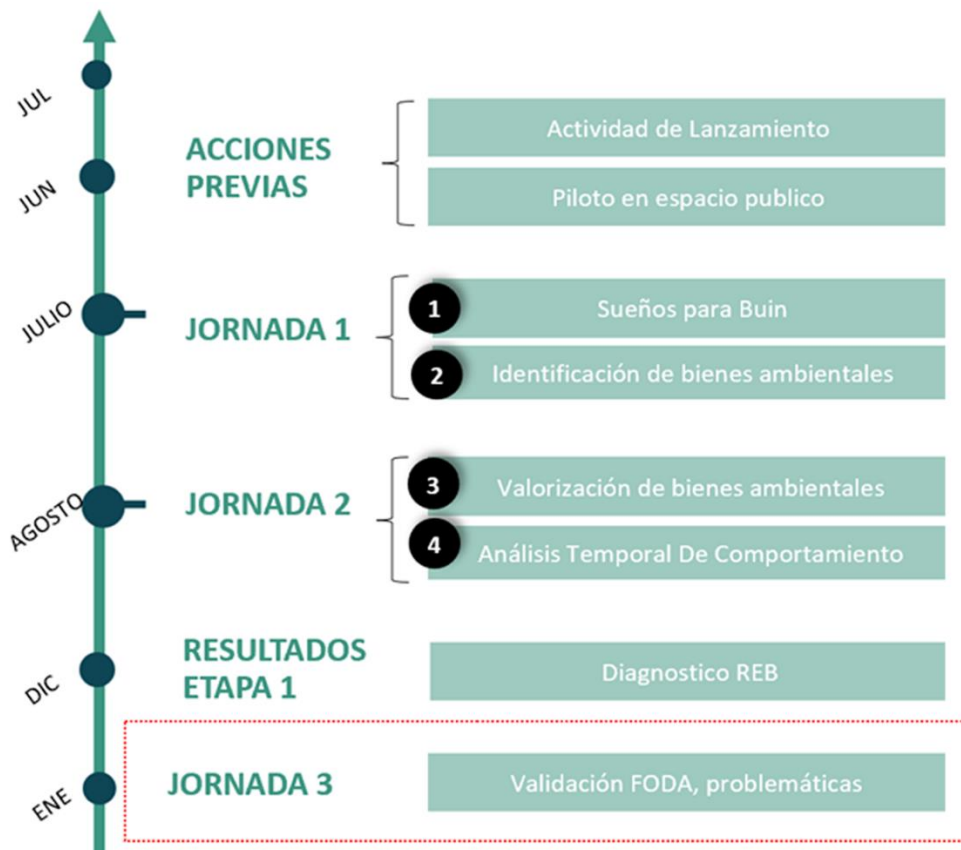 JUL
ACCIONES
PREVIAS
Actividad de Lanzamiento
JUN
Piloto en espacio publico
JULIO
JORNADA 1
1
Sueños para Buin
2
Identificación de bienes ambientales
AGOSTO
JORNADA 2
3
Valorización de bienes ambientales
4
Análisis Temporal De Comportamiento
DIC
RESULTADOS
ETAPA 1
Diagnostico REB
ENE
JORNADA 3
Validación FODA, problemáticas